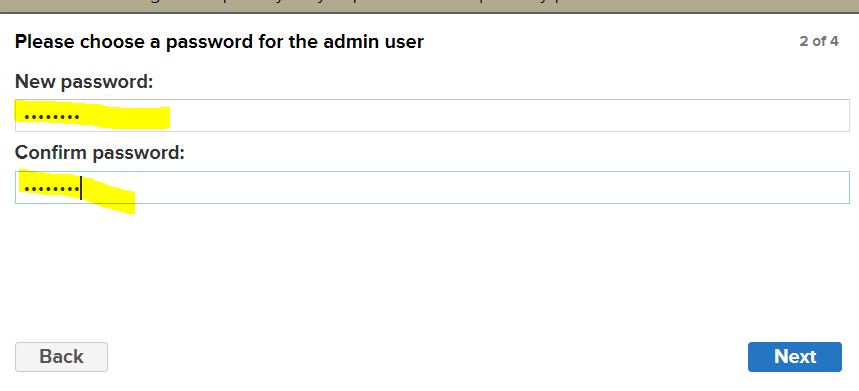 Please choose a password for the admin user
2 of 4
New password:
••••••••
Confirm password:
••••••••
Back
Next